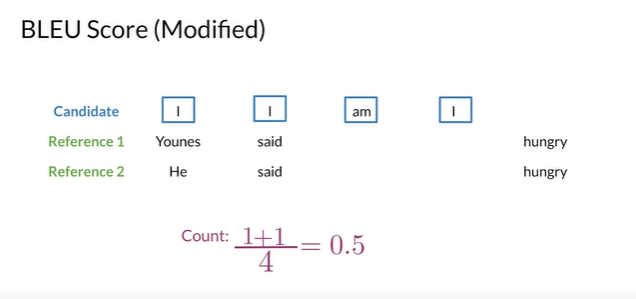 BLEU Score (Modified)
Candidate I I am I
Reference 1 Younes said hungry
Reference 2 He said hungry
Count: 1+1/4 = 0.5